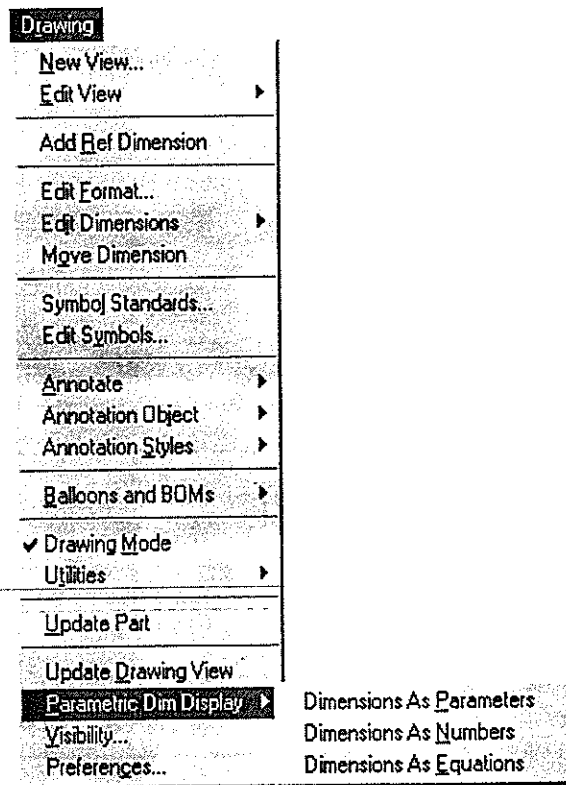 Drawing
New View...
Edit View
Add Ref Dimension
Edit Format...
Edit Dimensions
Move Dimension
Symbol Standards...
Edit Symbols...
Annotate
Annotation Object
Annotation Styles
Balloons and BOMs
Drawing Mode
Utilities
Update Part
Update Drawing View
Parametric Dim Display Dimensions As Parameters
Visibility... Dimensions As Numbers
Preferences... Dimensions As Equations